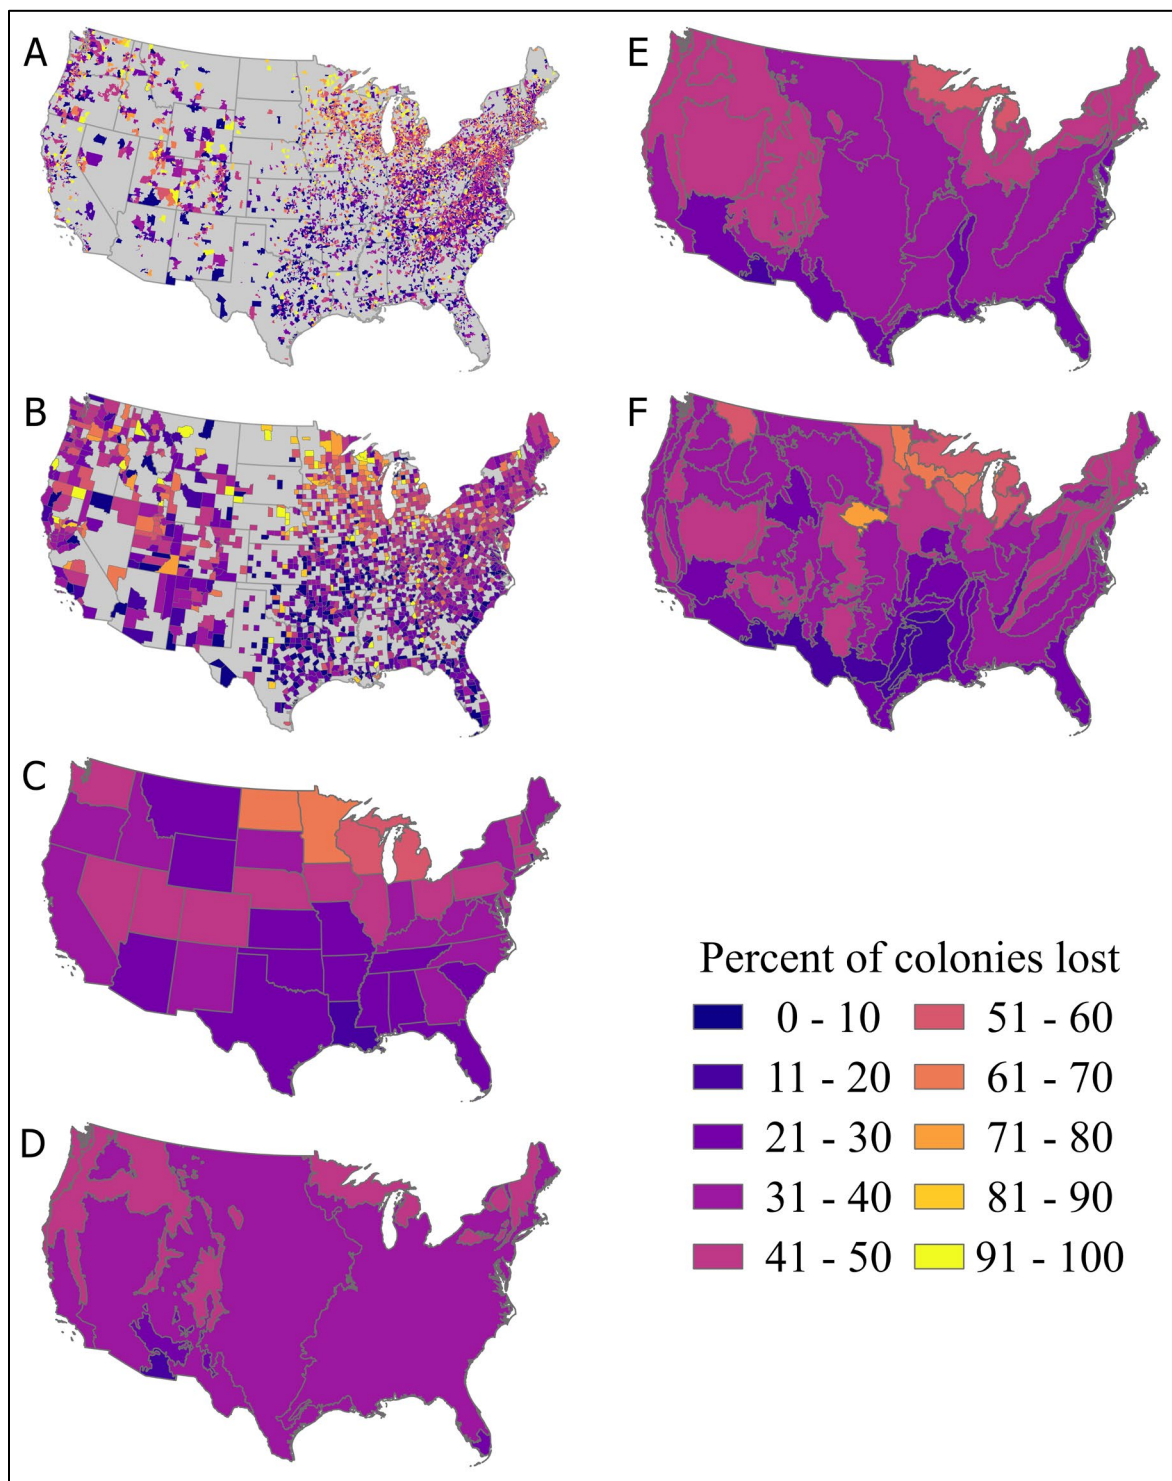 A
E
B
F
C
D
Percent of colonies lost
0 - 10
51 - 60
11 - 20
61 - 70
21 - 30
71 - 80
31 - 40
81 - 90
41 - 50
91 - 100